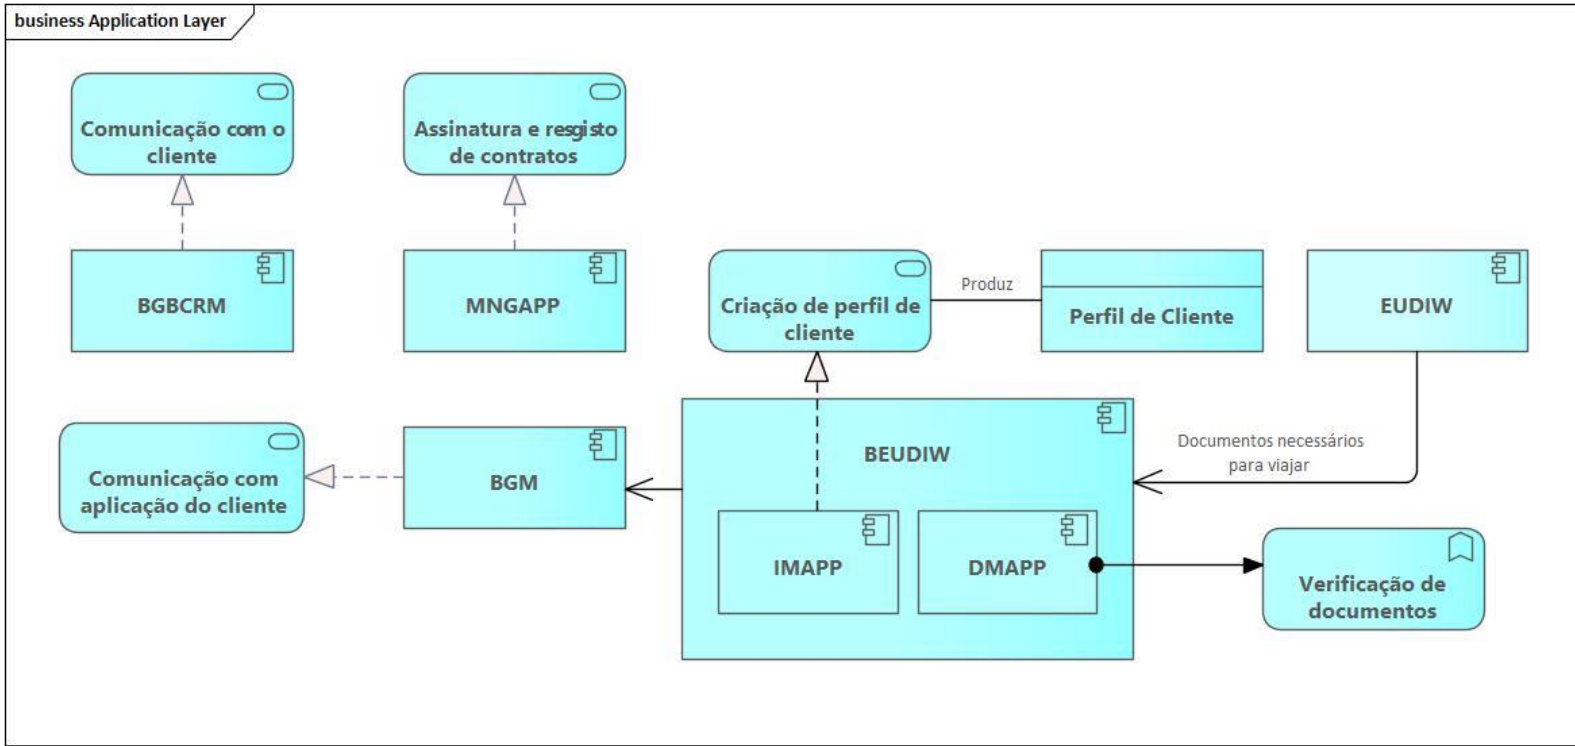 business Application Layer
Comunicação com o
cliente
Assinatura e resgisto
de contratos
BGBCRM
MNGAPP
Criação de perfil de
cliente
Produz
Perfil de Cliente
EUDIW
Comunicação com
aplicação do cliente
BGM
BEUDIW
Documentos necessários
para viajar
IMAPP
DMAPP
Verificação de
documentos